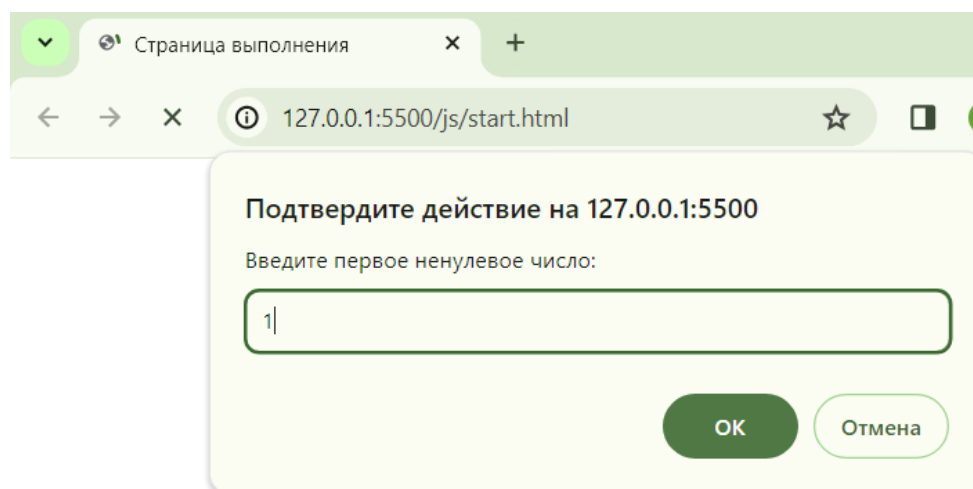 Страница выполнения
127.0.0.1:5500/js/start.html
Подтвердите действие на 127.0.0.1:5500
Введите первое ненулевое число:
1
ОК Отмена